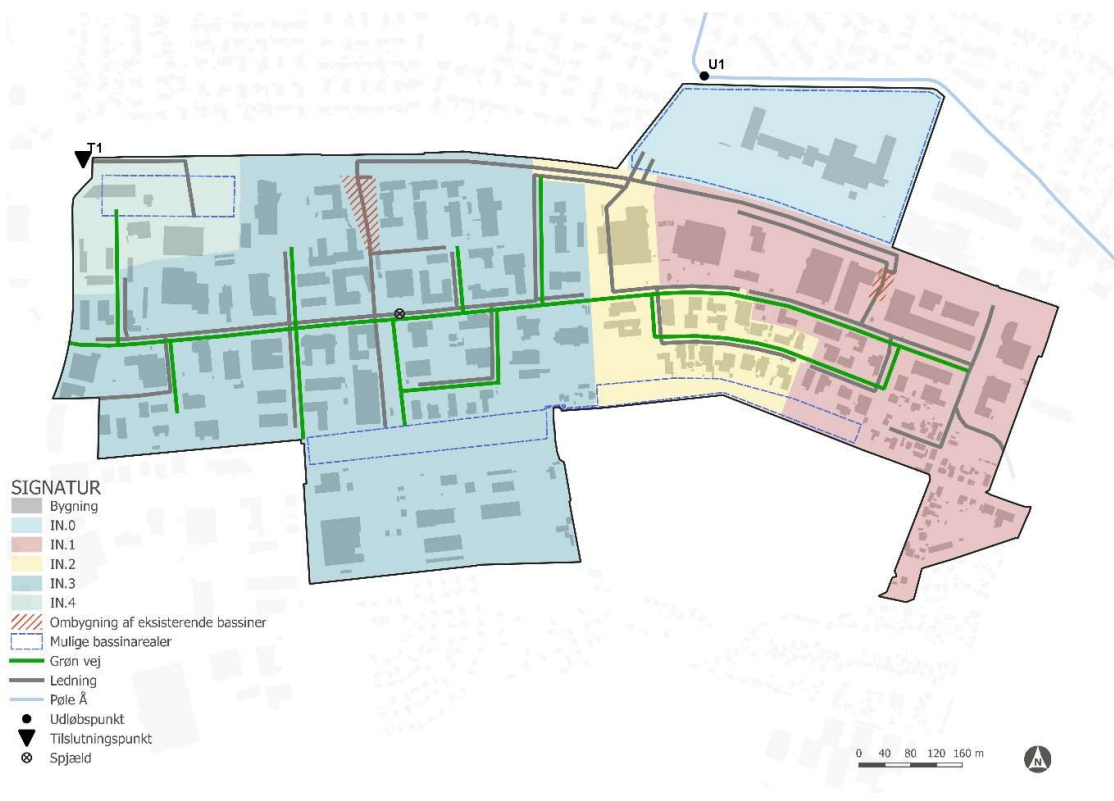 U1
T1
SIGNATUR
Bygning
IN.0
IN.1
IN.2
IN.3
IN.4
Ombygning af eksisterende bassiner
Mulige bassinarealer
Grøn vej
Ledning
Pøle Å
Udløbspunkt
Tilslutningspunkt
Spjæld
0 40 80 120 160 m
N